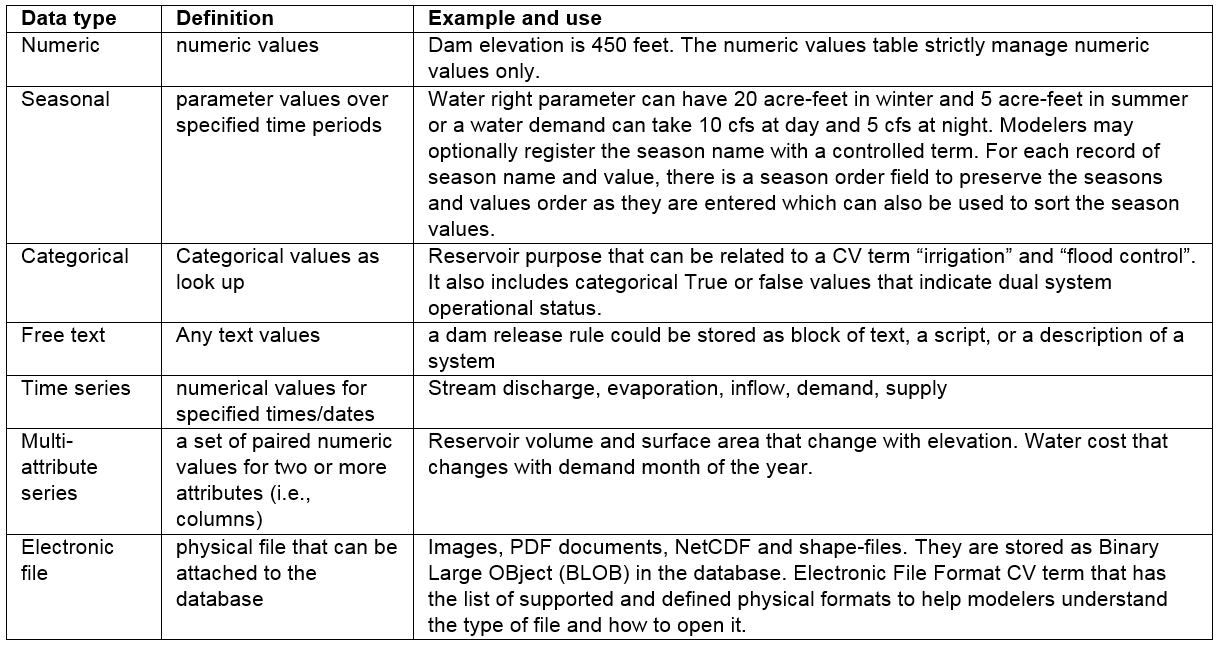 Data type Definition Example and use
Numeric numeric values Dam elevation is 450 feet. The numeric values table strictly manage numeric
values only.
Seasonal parameter values over Water right parameter can have 20 acre-feet in winter and 5 acre-feet in summer
specified time periods or a water demand can take 10 cfs at day and 5 cfs at night. Modelers may
optionally register the season name with a controlled term. For each record of
season name and value, there is a season order field to preserve the seasons
and values order as they are entered which can also be used to sort the season
values.
Categorical Categorical values as Reservoir purpose that can be related to a CV term “irrigation” and “flood control”.
look up It also includes categorical True or false values that indicate dual system
operational status.
Free text Any text values a dam release rule could be stored as block of text, a script, or a description of a
system
Time series numerical values for Stream discharge, evaporation, inflow, demand, supply
specified times/dates
Multi- a set of paired numeric Reservoir volume and surface area that change with elevation. Water cost that
attribute values for two or more changes with demand month of the year.
series attributes (i.e.,
columns)
Electronic physical file that can be Images, PDF documents, NetCDF and shape-files. They are stored as Binary
file attached to the Large OBject (BLOB) in the database. Electronic File Format CV term that has
database the list of supported and defined physical formats to help modelers understand
the type of file and how to open it.